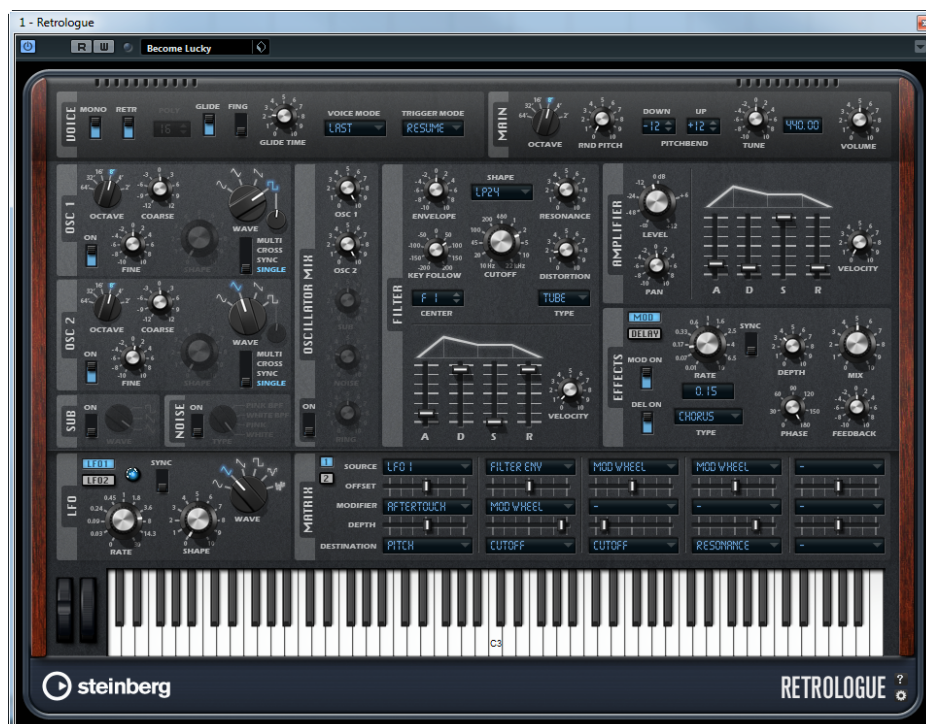 1 - Retrologue
R W Become Lucky
VOICE
MONO RETR POLY GLIDE FING
16
GLIDE TIME
VOICE MODE TRIGGER MODE
LAST RESUME
MAIN
OCTAVE RND PITCH
DOWN UP
-12 +12
PITCHBEND
TUNE 440.00 VOLUME
OSC 1
OCTAVE COARSE
ON FINE SHAPE WAVE
MULTI
CROSS
SYNC
SINGLE
OSC 2
OCTAVE COARSE
ON FINE SHAPE WAVE
MULTI
CROSS
SYNC
SINGLE
SUB
ON WAVE
NOISE
ON TYPE
PINK BPF
WHITE BPF
PINK
WHITE
OSCILLATOR MIX
OSC 1
OSC 2
SUB
NOISE
ON RING
FILTER
SHAPE
LP24
ENVELOPE RESONANCE
KEY FOLLOW CUTOFF DISTORTION
F 1 TUBE
CENTER TYPE
A D S R VELOCITY
AMPLIFIER
LEVEL
PAN
A D S R VELOCITY
EFFECTS
MOD
DELAY
MOD ON
DEL ON
RATE
SYNC
0.15
CHORUS
TYPE
DEPTH MIX
PHASE FEEDBACK
LFO
LFO1
LFO2
SYNC
RATE SHAPE WAVE
MATRIX
1
2
SOURCE LFO 1 FILTER ENV MOD WHEEL MOD WHEEL -
OFFSET
MODIFIER AFTERTOUCH MOD WHEEL - - -
DEPTH
DESTINATION PITCH CUTOFF CUTOFF RESONANCE -
C3
steinberg
RETROLOGUE ?